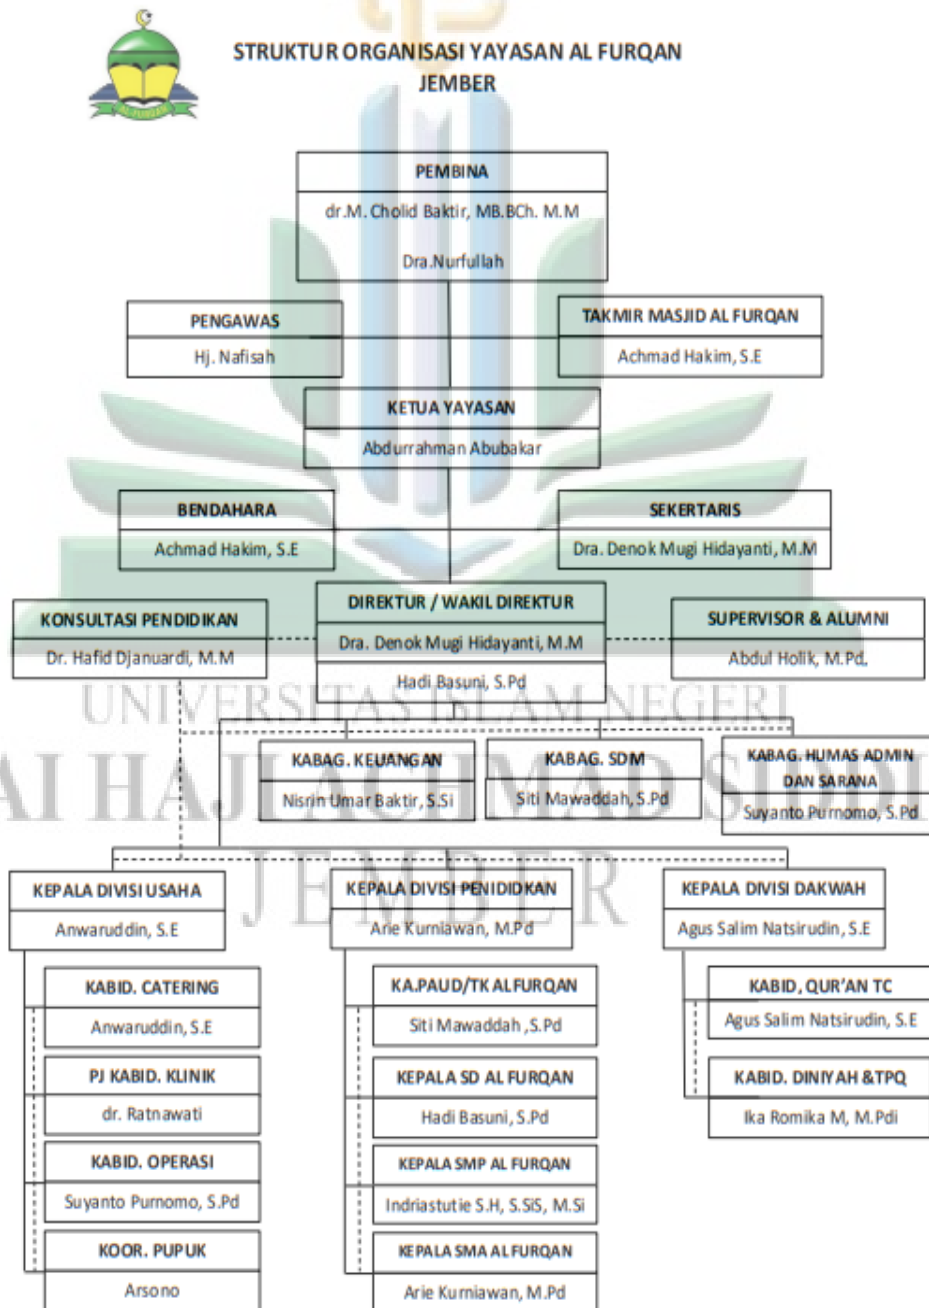 STRUKTUR ORGANISASI YAYASAN AL FURQAN
JEMBER
AL-FURQAN
PEMBINA
dr.M. Cholid Baktir, MB.BCh. M.M
Dra.Nurfullah
PENGAWAS
Hj. Nafisah
TAKMIR MASJID AL FURQAN
Achmad Hakim, S.E
KETUA YAYASAN
Abdurrahman Abubakar
BENDAHARA
Achmad Hakim, S.E
SEKERTARIS
Dra. Denok Mugi Hidayanti, M.M
KONSULTASI PENDIDIKAN
Dr. Hafid Djanuardi, M.M
DIREKTUR / WAKIL DIREKTUR
Dra. Denok Mugi Hidayanti, M.M
Hadi Basuni, S.Pd
SUPERVISOR & ALUMNI
Abdul Holik, M.Pd,
UNIVERSITAS ISLAM NEGERI
KABAG. KEUANGAN
Nisrin Umar Baktir, S.Si
KABAG. SDM
Siti Mawaddah, S.Pd
KABAG. HUMAS ADMIN
DAN SARANA
Suyanto Purnomo, S.Pd
AI HAJI ACHMAD SIDDI
JEMBER
KEPALA DIVISI USAHA
Anwaruddin, S.E
KEPALA DIVISI PENIDIDKAN
Arie Kurniawan, M.Pd
KEPALA DIVISI DAKWAH
Agus Salim Natsirudin, S.E
KABID. CATERING
Anwaruddin, S.E
PJ KABID. KLINIK
dr. Ratnawati
KABID. OPERASI
Suyanto Purnomo, S.Pd
KOOR. PUPUK
Arsono
KA.PAUD/TK ALFURQAN
Siti Mawaddah ,S.Pd
KEPALA SD AL FURQAN
Hadi Basuni, S.Pd
KEPALA SMP AL FURQAN
Indriastutie S.H, S.SiS, M.Si
KEPALA SMA AL FURQAN
Arie Kurniawan, M.Pd
KABID, QUR'AN TC
Agus Salim Natsirudin, S.E
KABID. DINIYAH &TPQ
Ika Romika M, M.Pdi